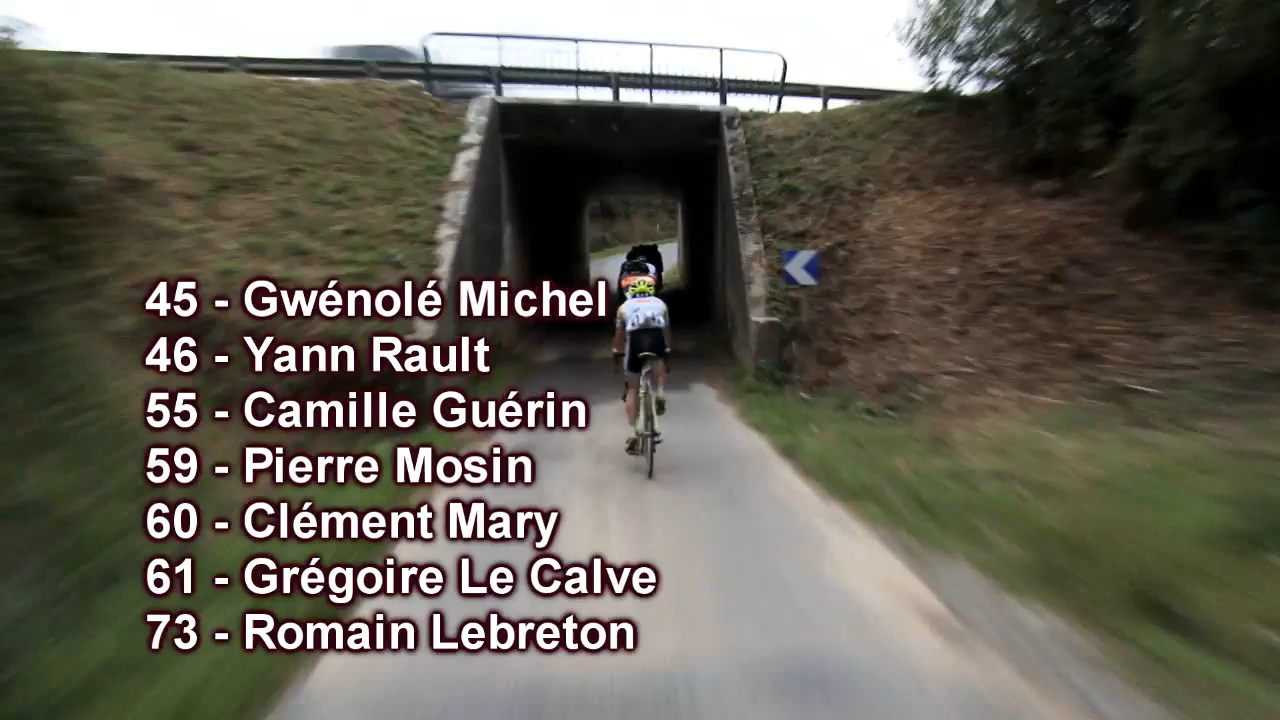 45 - Gwénolé Michel
46 - Yann Rault
55 - Camille Guérin
59 - Pierre Mosin
60 - Clément Mary
61 - Grégoire Le Calve
73 - Romain Lebreton